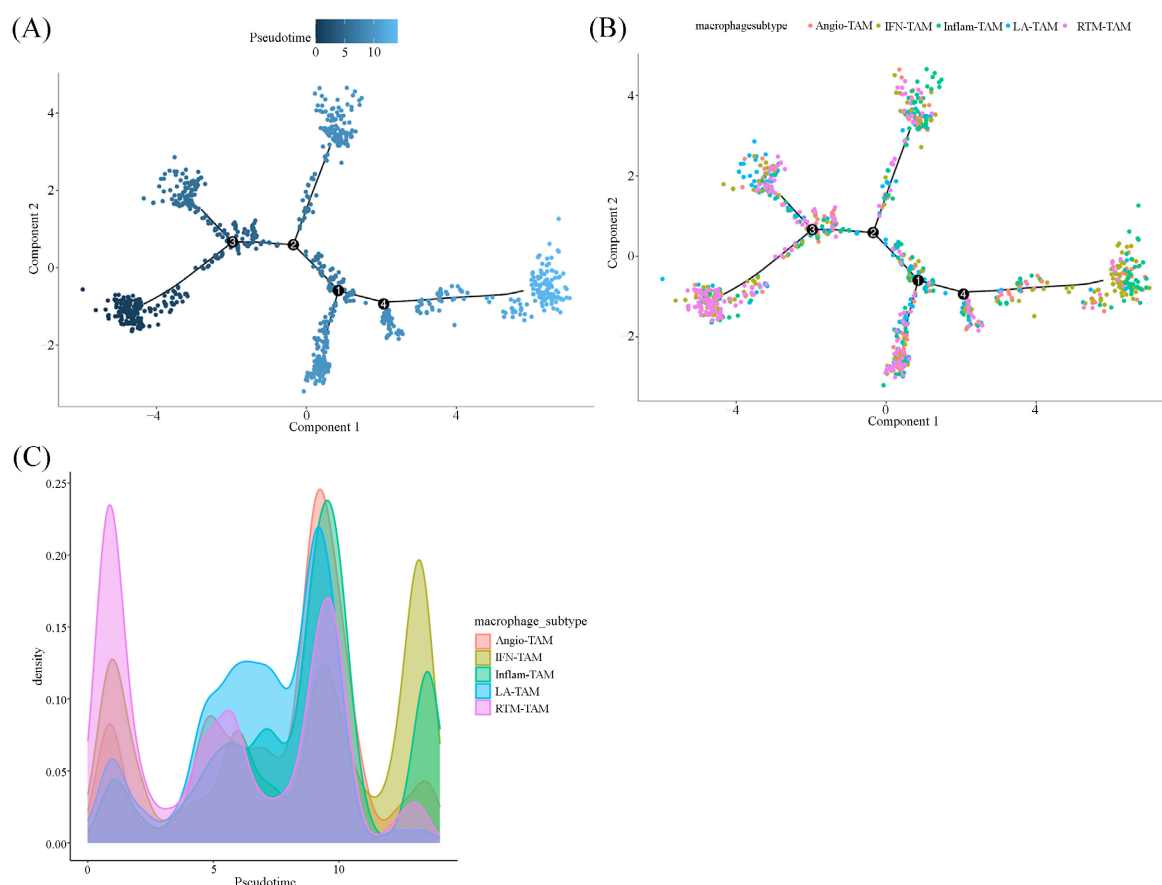 (A)
Pseudotime
0 5 10
4
2
0
−2
Component 2
3
2
1
4
−4 0 4
Component 1
(B)
macrophagesubtype Angio-TAM IFN-TAM Inflam-TAM LA-TAM RTM-TAM
4
2
0
−2
Component 2
3
2
1
4
−4 0 4
Component 1
(C)
0.25
0.20
0.15
0.10
0.05
0.00
density
0 5 10
Pseudotime
macrophage_subtype
Angio-TAM
IFN-TAM
Inflam-TAM
LA-TAM
RTM-TAM